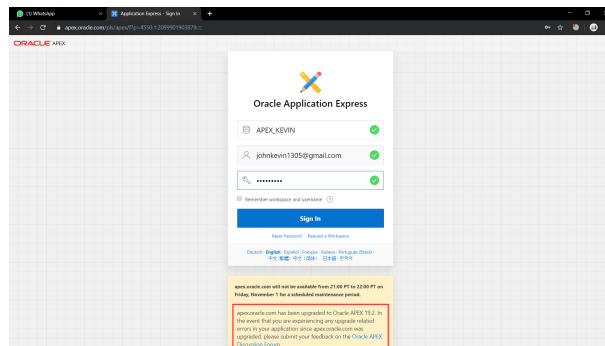 (1) WhatsApp
Application Express - Sign In
apex.oracle.com/pls/apex/f?p=4550:1:2099901903879:::
ORACLE APEX
Oracle Application Express
APEX_KEVIN
johnkevin1305@gmail.com
•••••••••
Remember workspace and username
Sign In
Reset Password Request a Workspace
Deutsch · English · Español · Français · Italiano · Português (Brasil) ·
中文 (繁體) · 中文 (简体) · 日本語 · 한국어
apex.oracle.com will not be available from 21:00 PT to 22:00 PT on
Friday, November 1 for a scheduled maintenance period.
apex.oracle.com has been upgraded to Oracle APEX 19.2. In
the event that you are experiencing any upgrade related
errors in your application since apex.oracle.com was
upgraded, please submit your feedback on the Oracle APEX
Discussion Forum